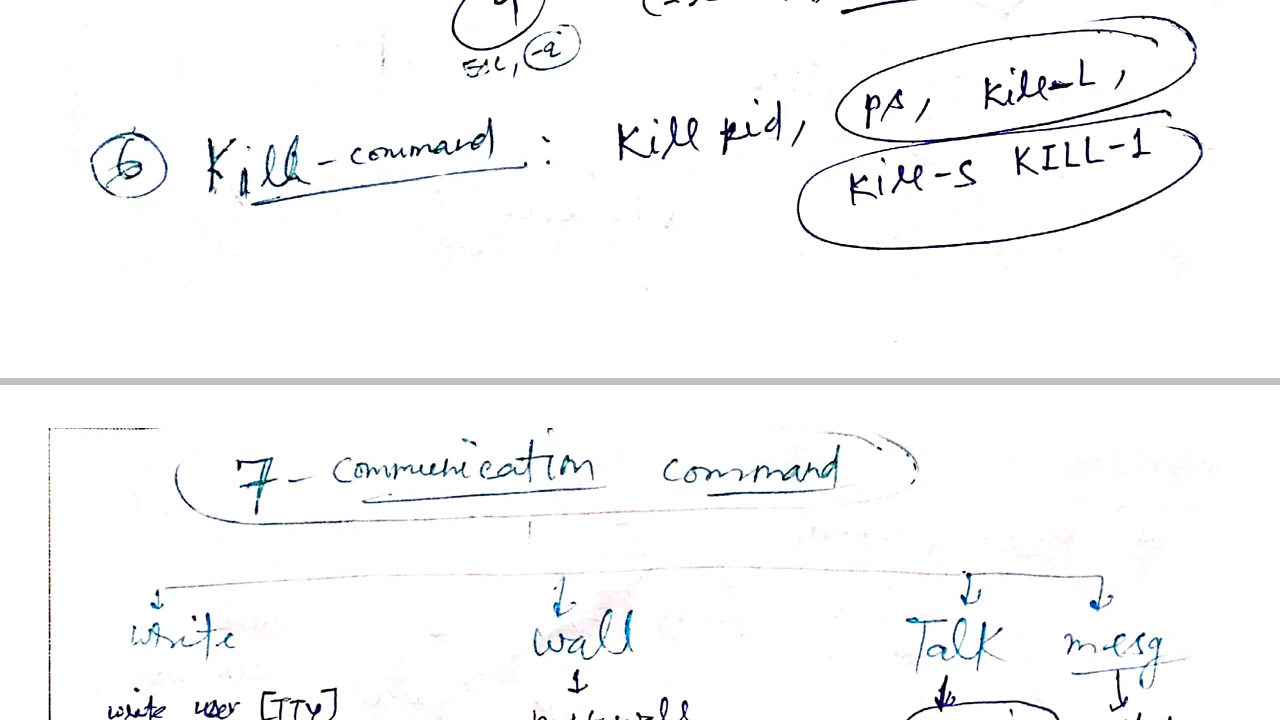 -a
6 Kill-command : Kill pid, ps, Kill-L,
Kill-s KILL-1
7- communication command
write wall Talk mesg
write user [TTY]